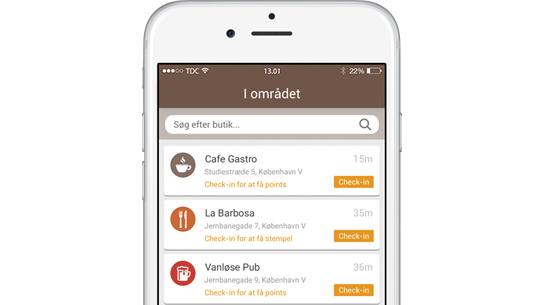 TDC 13.01 22%
I området
Søg efter butik...
Cafe Gastro 15m
Studiestræde 5, København V
Check-in for at få points Check-in
La Barbosa 35m
Jernbanegade 7, København V
Check-in for at få stempel Check-in
Vanløse Pub 36m
Jernbanegade 9, København V
Check-in for at få points Check-in